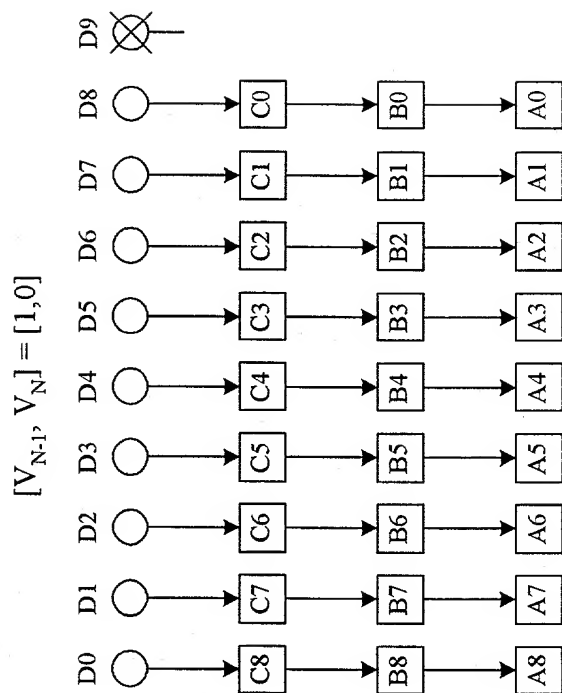 [V_{N-1}, V_N] = [1,0]
D0 D1 D2 D3 D4 D5 D6 D7 D8 D9
C8 C7 C6 C5 C4 C3 C2 C1 C0
B8 B7 B6 B5 B4 B3 B2 B1 B0
A8 A7 A6 A5 A4 A3 A2 A1 A0